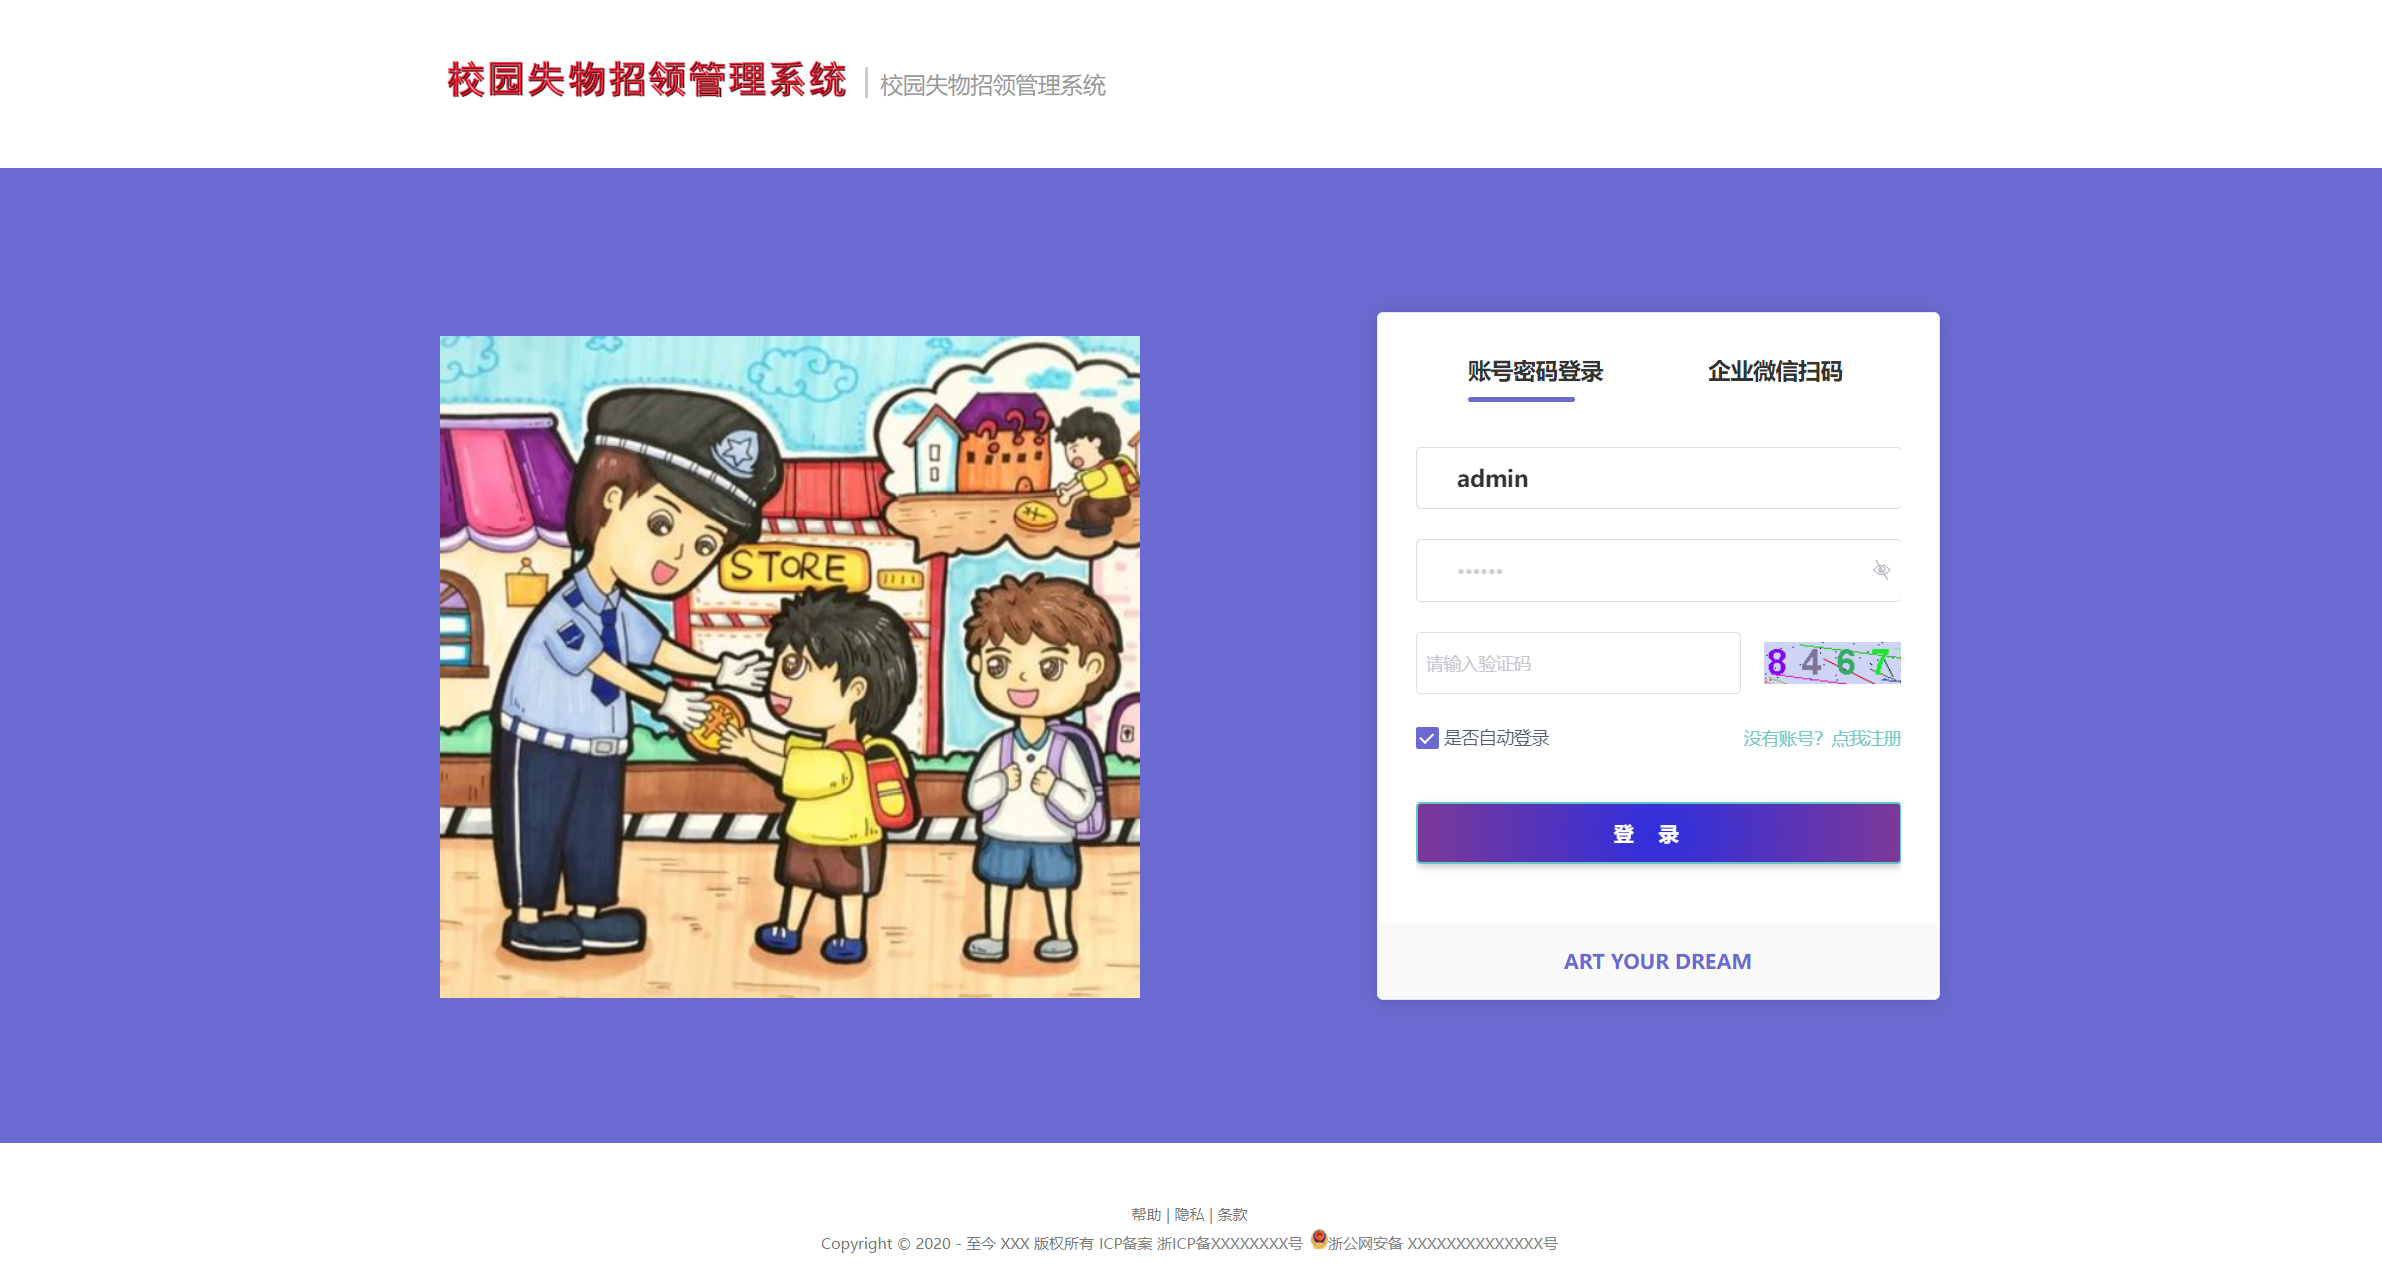 校园失物招领管理系统 | 校园失物招领管理系统
STORE
???
账号密码登录 企业微信扫码
admin
••••••
请输入验证码 8467
是否自动登录 没有账号？点我注册
登 录
ART YOUR DREAM
帮助 | 隐私 | 条款
Copyright © 2020 - 至今 XXX 版权所有 ICP备案 浙ICP备XXXXXXXX号 浙公网安备 XXXXXXXXXXXXXX号